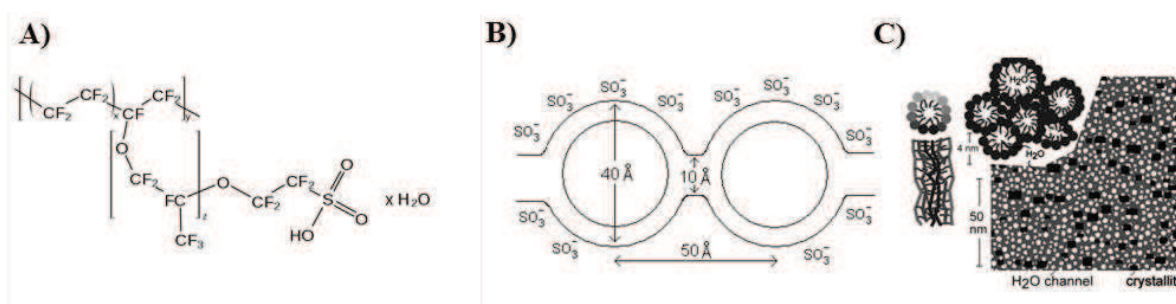 A)
CF₂ CF₂
CF₂ x CF y
O
CF₂ O CF₂
FC CF₂ S O
CF₃ z HO O
x H₂O
B)
SO₃⁻ SO₃⁻ SO₃⁻ SO₃⁻ SO₃⁻ SO₃⁻
SO₃⁻ SO₃⁻
40 Å 10 Å
SO₃⁻ SO₃⁻
SO₃⁻ SO₃⁻ SO₃⁻
50 Å
C)
H₂O
4 nm
H₂O
50 nm
H₂O channel crystallit